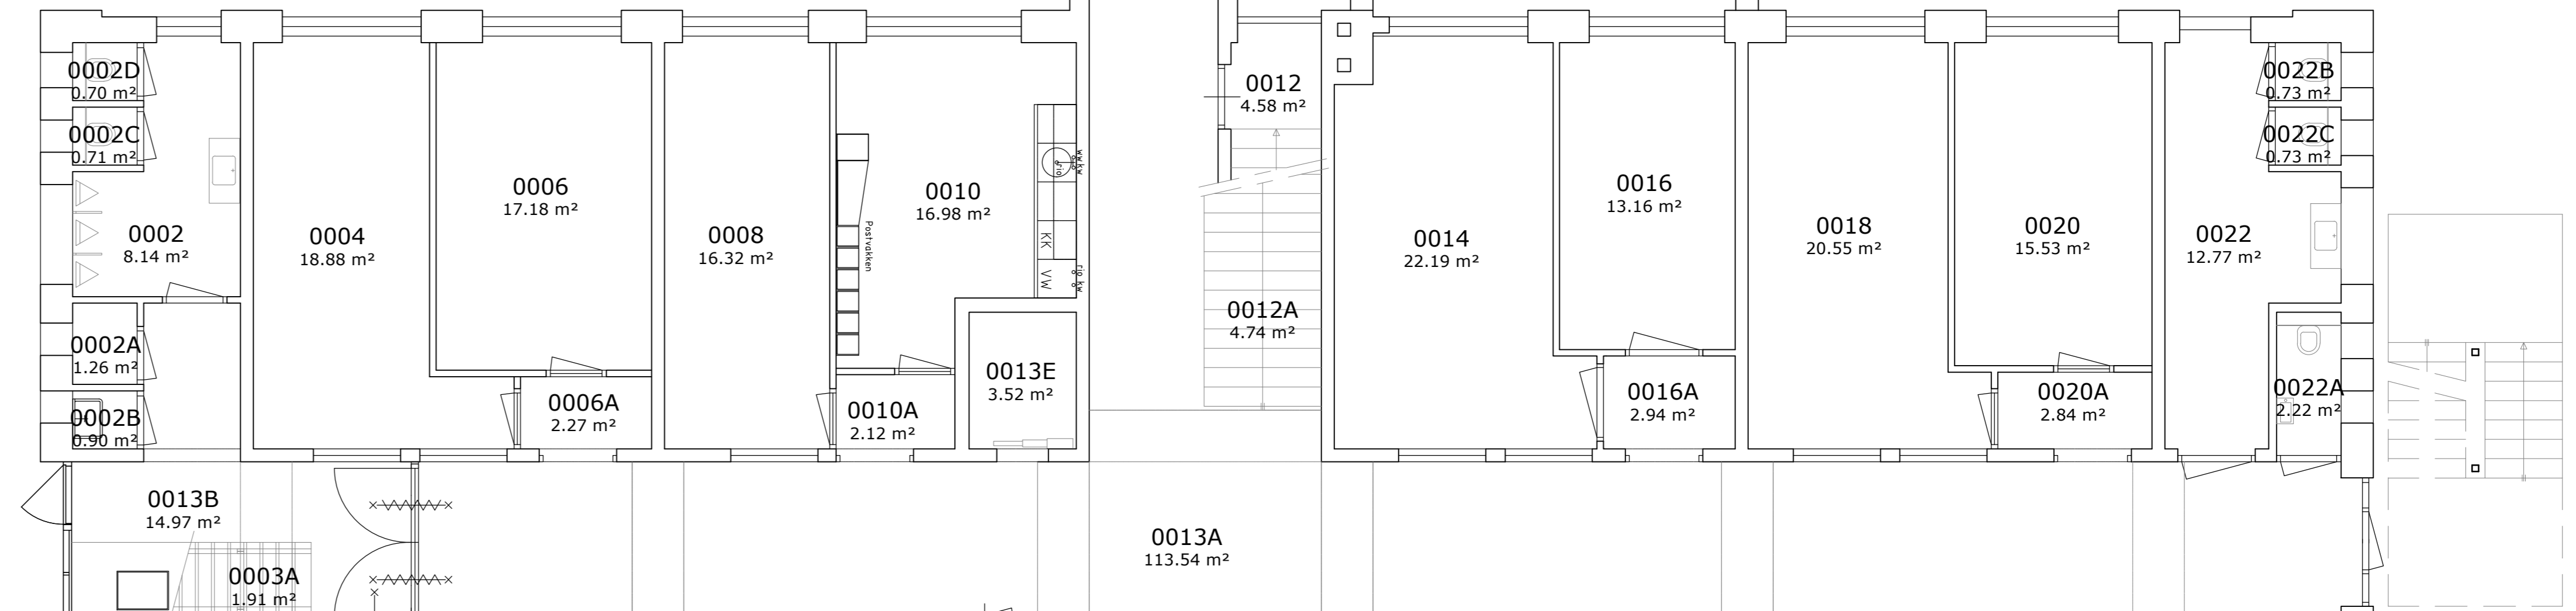 0002D
0.70 m²
0002C
0.71 m²
0002
8.14 m²
0002A
1.26 m²
0002B
0.90 m²
0004
18.88 m²
0006
17.18 m²
0006A
2.27 m²
0008
16.32 m²
0010
16.98 m²
Postvakken
rio
wwkw
KK
VW
rio kw
0010A
2.12 m²
0013E
3.52 m²
0012
4.58 m²
0012A
4.74 m²
0014
22.19 m²
0016
13.16 m²
0016A
2.94 m²
0018
20.55 m²
0020
15.53 m²
0020A
2.84 m²
0022
12.77 m²
0022B
0.73 m²
0022C
0.73 m²
0022A
2.22 m²
0013B
14.97 m²
0003A
1.91 m²
0013A
113.54 m²